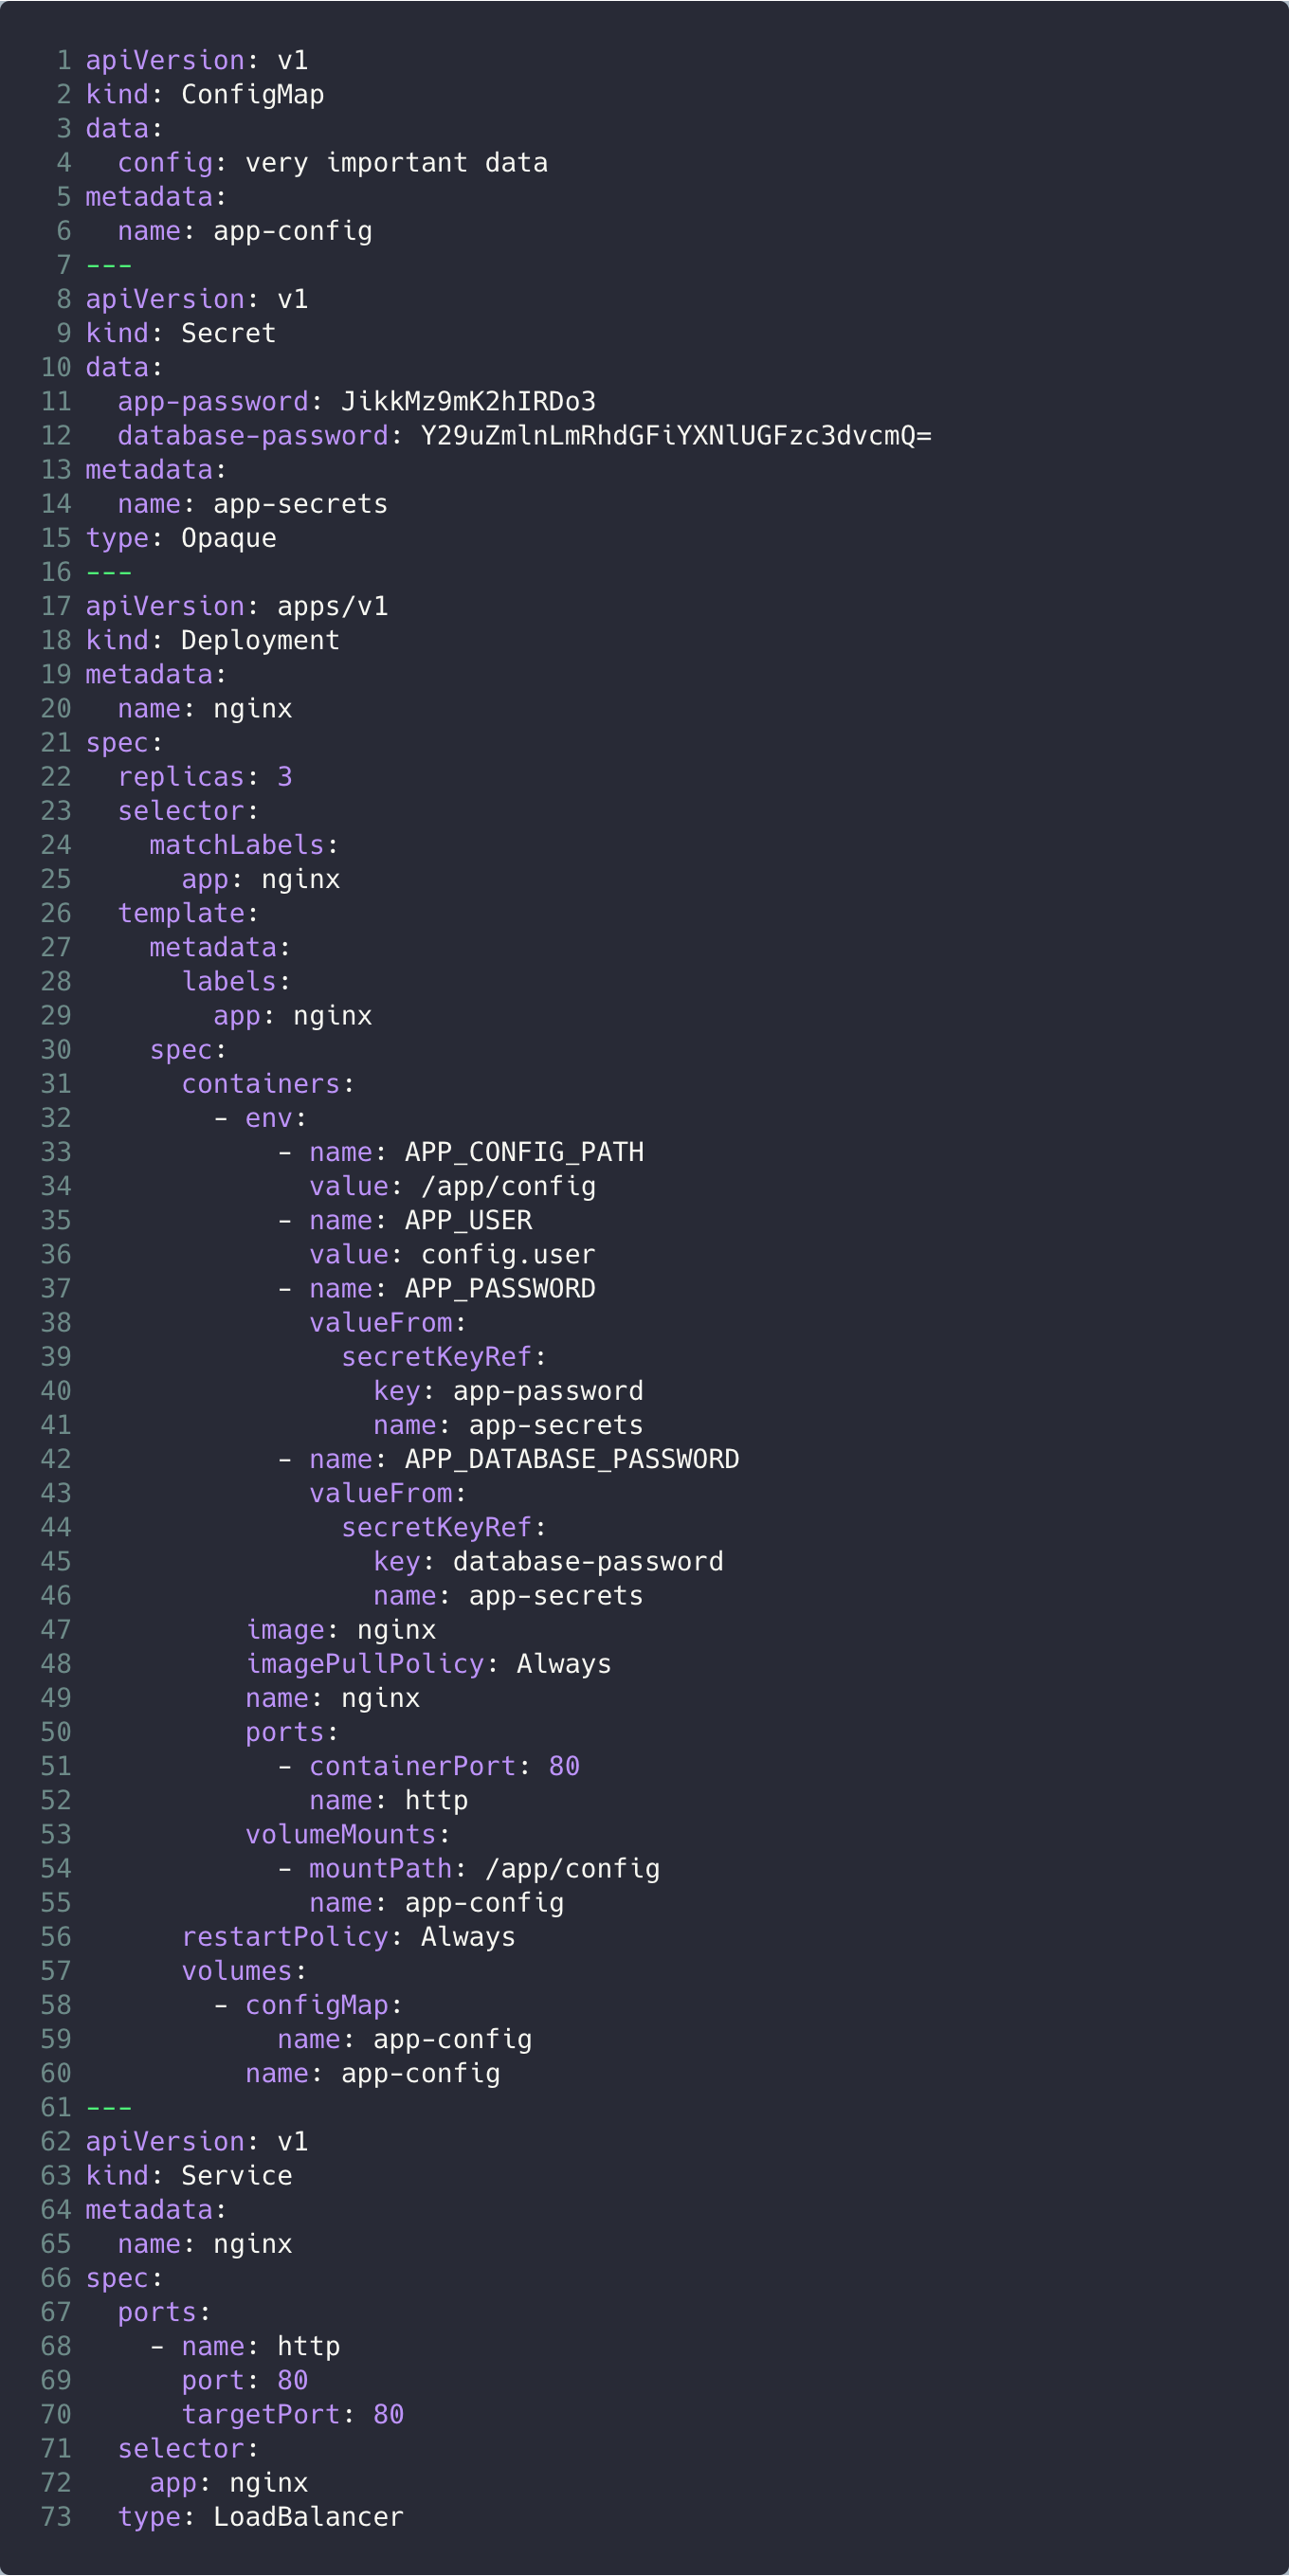 1 apiVersion: v1
2 kind: ConfigMap
3 data:
4   config: very important data
5 metadata:
6   name: app-config
7 ---
8 apiVersion: v1
9 kind: Secret
10 data:
11   app-password: JikkMz9mK2hIRDo3
12   database-password: Y29uZmlnLmRhdGFiYXNlUGFzc3dvcmQ=
13 metadata:
14   name: app-secrets
15 type: Opaque
16 ---
17 apiVersion: apps/v1
18 kind: Deployment
19 metadata:
20   name: nginx
21 spec:
22   replicas: 3
23   selector:
24     matchLabels:
25       app: nginx
26   template:
27     metadata:
28       labels:
29         app: nginx
30     spec:
31       containers:
32         - env:
33             - name: APP_CONFIG_PATH
34               value: /app/config
35             - name: APP_USER
36               value: config.user
37             - name: APP_PASSWORD
38               valueFrom:
39                 secretKeyRef:
40                   key: app-password
41                   name: app-secrets
42             - name: APP_DATABASE_PASSWORD
43               valueFrom:
44                 secretKeyRef:
45                   key: database-password
46                   name: app-secrets
47           image: nginx
48           imagePullPolicy: Always
49           name: nginx
50           ports:
51             - containerPort: 80
52               name: http
53           volumeMounts:
54             - mountPath: /app/config
55               name: app-config
56       restartPolicy: Always
57       volumes:
58         - configMap:
59             name: app-config
60           name: app-config
61 ---
62 apiVersion: v1
63 kind: Service
64 metadata:
65   name: nginx
66 spec:
67   ports:
68     - name: http
69       port: 80
70       targetPort: 80
71   selector:
72     app: nginx
73   type: LoadBalancer